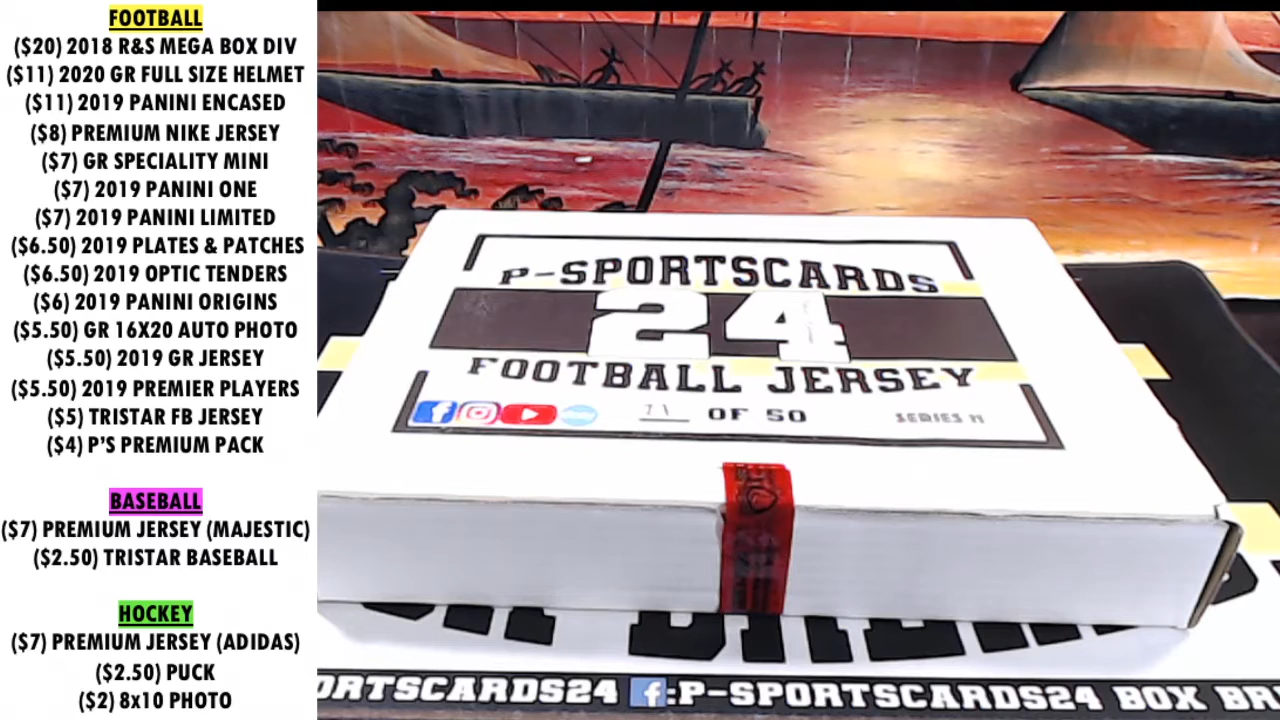 FOOTBALL
($20) 2018 R&S MEGA BOX DIV
($11) 2020 GR FULL SIZE HELMET
($11) 2019 PANINI ENCASED
($8) PREMIUM NIKE JERSEY
($7) GR SPECIALITY MINI
($7) 2019 PANINI ONE
($7) 2019 PANINI LIMITED
($6.50) 2019 PLATES & PATCHES
($6.50) 2019 OPTIC TENDERS
($6) 2019 PANINI ORIGINS
($5.50) GR 16X20 AUTO PHOTO
($5.50) 2019 GR JERSEY
($5.50) 2019 PREMIER PLAYERS
($5) TRISTAR FB JERSEY
($4) P'S PREMIUM PACK
BASEBALL
($7) PREMIUM JERSEY (MAJESTIC)
($2.50) TRISTAR BASEBALL
HOCKEY
($7) PREMIUM JERSEY (ADIDAS)
($2.50) PUCK
($2) 8x10 PHOTO
P-SPORTSCARDS
24
FOOTBALL JERSEY
OF 50
SERIES
ORTSCARDS24 f:P-SPORTSCARDS24 BOX BR